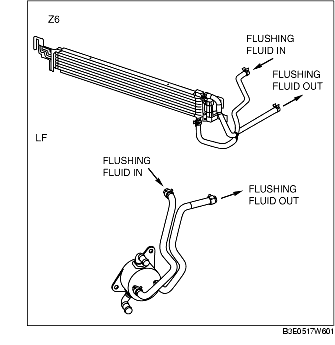 Z6
FLUSHING
FLUID IN
FLUSHING
FLUID OUT
LF
FLUSHING
FLUID IN
FLUSHING
FLUID OUT
B3E0517W601